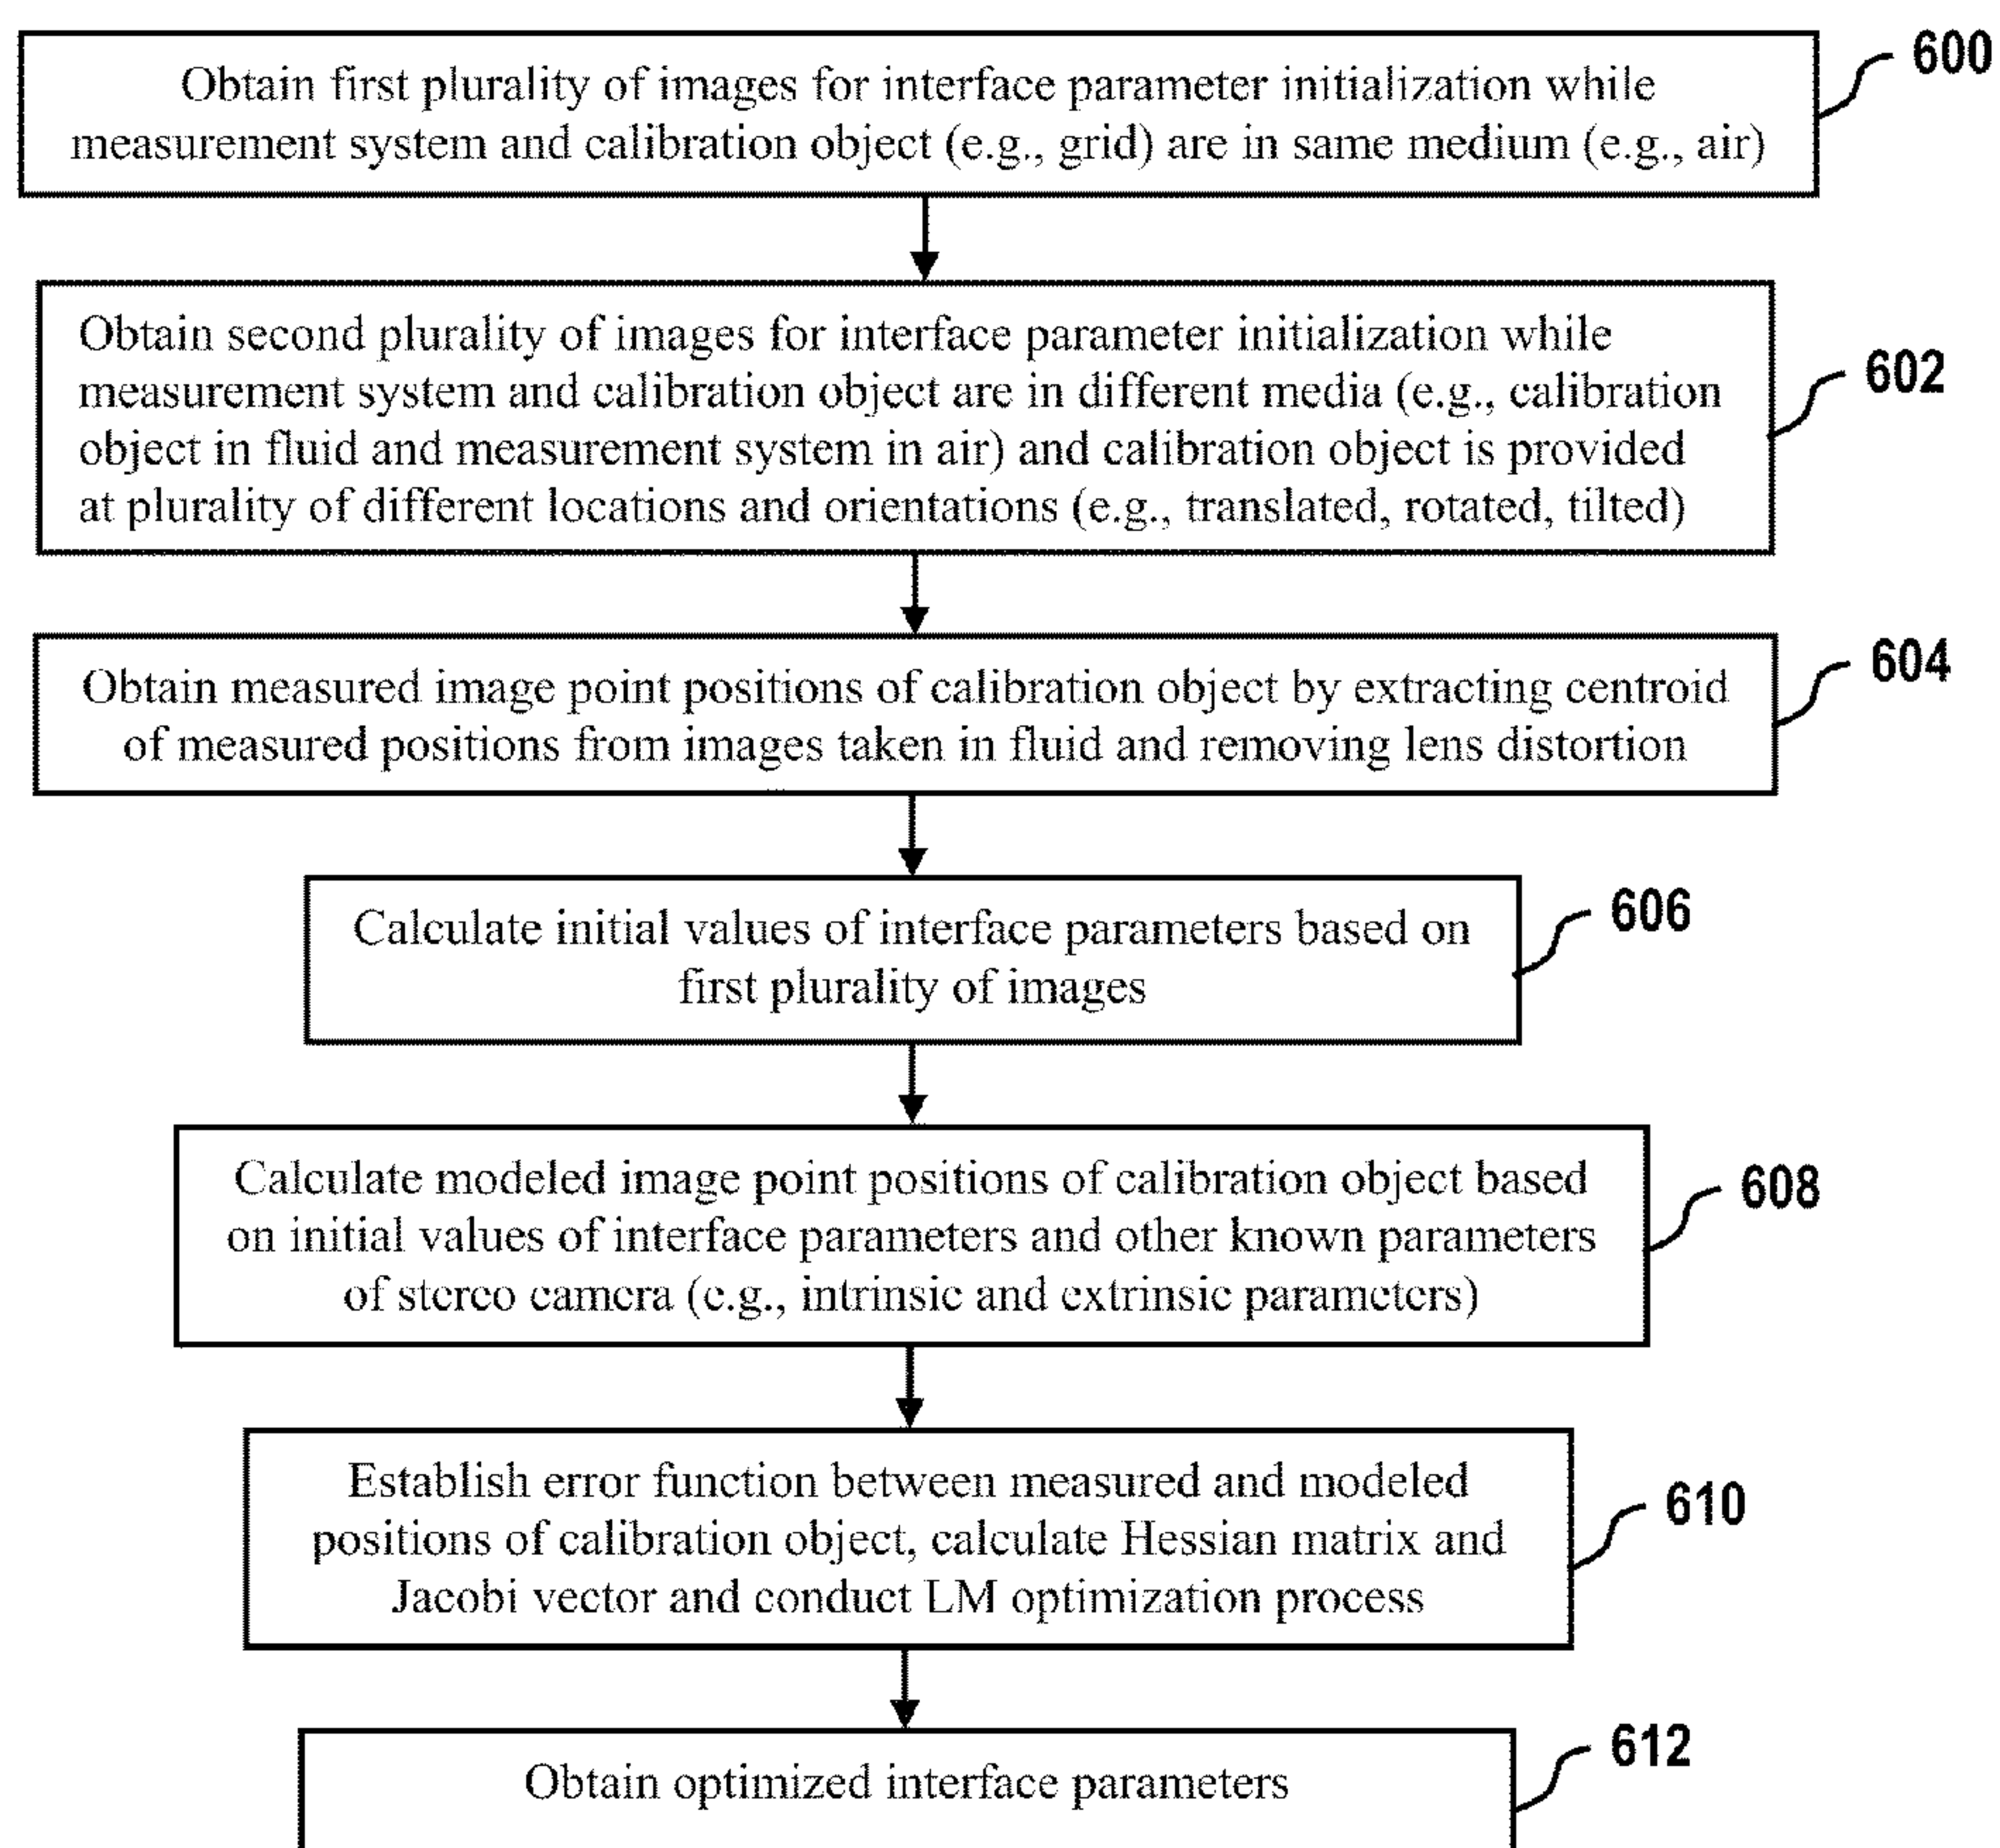 600
Obtain first plurality of images for interface parameter initialization while
measurement system and calibration object (e.g., grid) are in same medium (e.g., air)
602
Obtain second plurality of images for interface parameter initialization while
measurement system and calibration object are in different media (e.g., calibration
object in fluid and measurement system in air) and calibration object is provided
at plurality of different locations and orientations (e.g., translated, rotated, tilted)
604
Obtain measured image point positions of calibration object by extracting centroid
of measured positions from images taken in fluid and removing lens distortion
606
Calculate initial values of interface parameters based on
first plurality of images
608
Calculate modeled image point positions of calibration object based
on initial values of interface parameters and other known parameters
of stereo camera (e.g., intrinsic and extrinsic parameters)
610
Establish error function between measured and modeled
positions of calibration object, calculate Hessian matrix and
Jacobi vector and conduct LM optimization process
612
Obtain optimized interface parameters